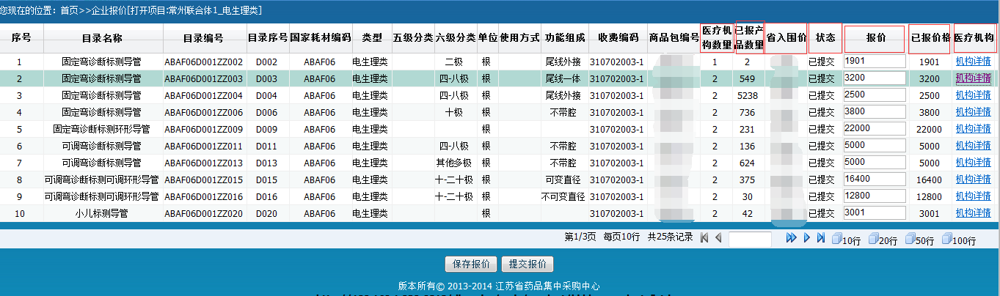 您现在的位置：首页>>企业报价[打开项目:常州联合体1_电生理类]
序号 目录名称 目录编号 目录序号 国家耗材编码 类型 五级分类 六级分类 单位 使用方式 功能组成 收费编码 商品包编号 医疗机构数量 已报产品数量 省入围价 状态 报价 已报价格 医疗机构
1 固定弯诊断标测导管 ABAF06D001ZZ002 D002 ABAF06 电生理类 二极 根 尾线外接 310702003-1 1 2 已提交 1901 1901 机构详情
2 固定弯诊断标测导管 ABAF06D001ZZ003 D003 ABAF06 电生理类 四-八极 根 尾线一体 310702003-1 2 549 已提交 3200 3200 机构详情
3 固定弯诊断标测导管 ABAF06D001ZZ004 D004 ABAF06 电生理类 四-八极 根 尾线外接 310702003-1 2 5238 已提交 2500 2500 机构详情
4 固定弯诊断标测导管 ABAF06D001ZZ006 D006 ABAF06 电生理类 十极 根 不带腔 310702003-1 2 736 已提交 3800 3800 机构详情
5 固定弯诊断标测环形导管 ABAF06D001ZZ009 D009 ABAF06 电生理类 根 310702003-1 2 231 已提交 22000 22000 机构详情
6 可调弯诊断标测导管 ABAF06D001ZZ011 D011 ABAF06 电生理类 四-八极 根 不带腔 310702003-1 2 136 已提交 5000 5000 机构详情
7 可调弯诊断标测导管 ABAF06D001ZZ013 D013 ABAF06 电生理类 其他多极 根 不带腔 310702003-1 2 624 已提交 5000 5000 机构详情
8 可调弯诊断标测可调环形导管 ABAF06D001ZZ015 D015 ABAF06 电生理类 十-二十极 根 可变直径 310702003-1 2 375 已提交 16400 16400 机构详情
9 可调弯诊断标测可调环形导管 ABAF06D001ZZ016 D016 ABAF06 电生理类 十-二十极 根 不可变直径 310702003-1 2 30 已提交 12800 12800 机构详情
10 小儿标测导管 ABAF06D001ZZ020 D020 ABAF06 电生理类 根 310702003-1 2 42 已提交 3001 3001 机构详情
第1/3页 每页10行 共25条记录 10行 20行 50行 100行
保存报价 提交报价
版本所有© 2013-2014 江苏省药品集中采购中心